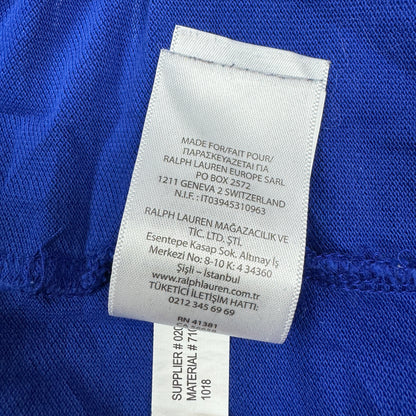 MADE FOR/FAIT POUR/
ΠΑΡΑΣΚΕΥΑΖΕΤΑΙ ΓΙΑ
RALPH LAUREN EUROPE SARL
PO BOX 2572
1211 GENEVA 2 SWITZERLAND
N.I.F. : IT03945310963
RALPH LAUREN MAĞAZACILIK VE
TİC. LTD. ŞTİ.
Esentepe Kasap Sok. Altınay İş
Merkezi No: 8-10 K: 4 34360
Şişli – İstanbul
www.ralphlauren.com
TÜKETİCİ İLETİŞİM HATTI:
0212 345 69 69
RN 41381
SUPPLIER # 020
MATERIAL # 710
1018